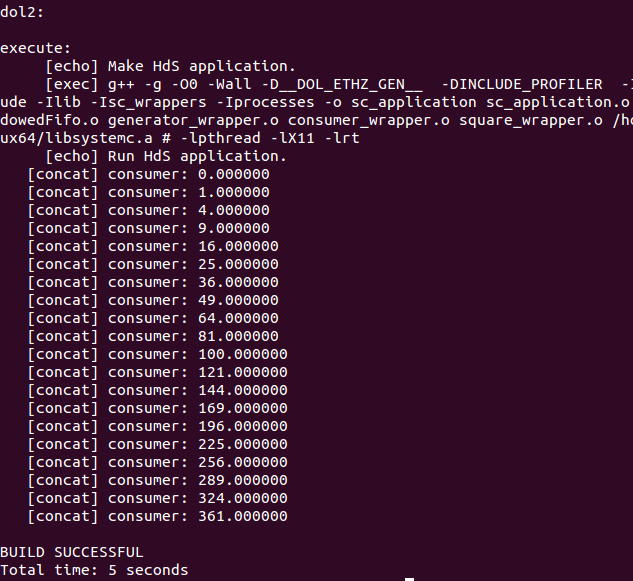 dol2:
execute:
[echo] Make HdS application.
[exec] g++ -g -O0 -Wall -D__DOL_ETHZ_GEN__ -DINCLUDE_PROFILER -I
ude -Ilib -Isc_wrappers -Iprocesses -o sc_application sc_application.o
dowedFifo.o generator_wrapper.o consumer_wrapper.o square_wrapper.o /ho
ux64/libsystemc.a # -lpthread -lX11 -lrt
[echo] Run HdS application.
[concat] consumer: 0.000000
[concat] consumer: 1.000000
[concat] consumer: 4.000000
[concat] consumer: 9.000000
[concat] consumer: 16.000000
[concat] consumer: 25.000000
[concat] consumer: 36.000000
[concat] consumer: 49.000000
[concat] consumer: 64.000000
[concat] consumer: 81.000000
[concat] consumer: 100.000000
[concat] consumer: 121.000000
[concat] consumer: 144.000000
[concat] consumer: 169.000000
[concat] consumer: 196.000000
[concat] consumer: 225.000000
[concat] consumer: 256.000000
[concat] consumer: 289.000000
[concat] consumer: 324.000000
[concat] consumer: 361.000000
BUILD SUCCESSFUL
Total time: 5 seconds